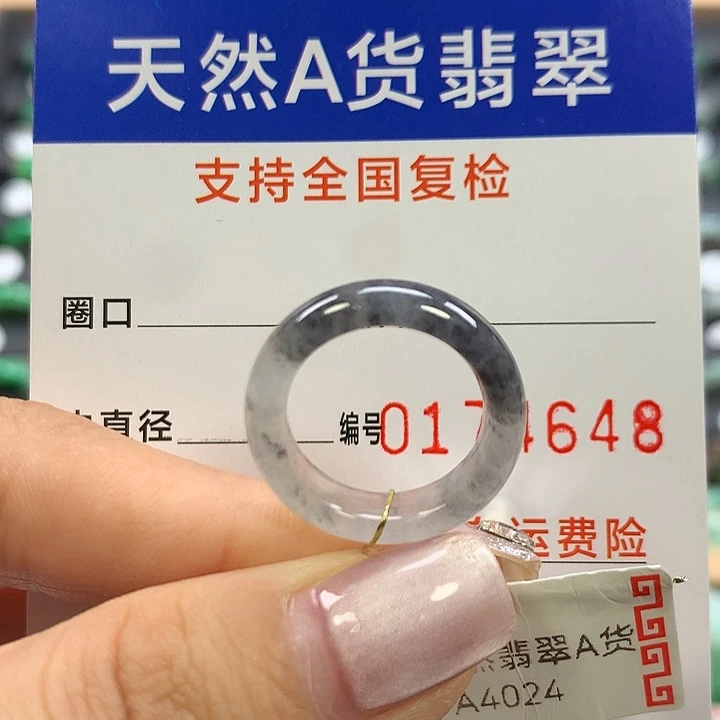 天然A货翡翠
支持全国复检
圈口
直径
编号
运费险
翡翠A货
A4024